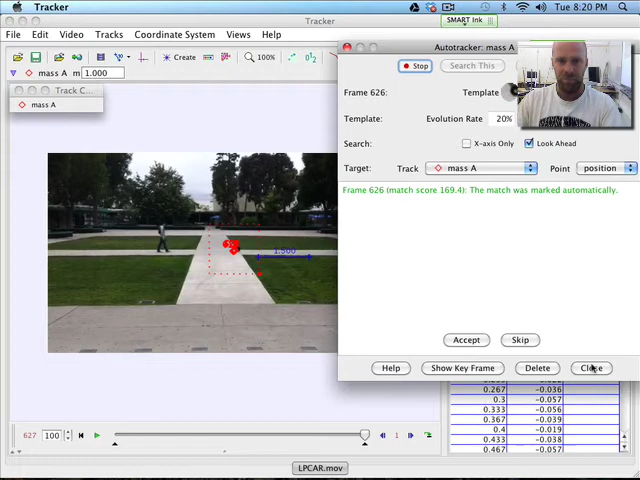 Tracker
Tue 8:20 PM
Tracker
SMART Ink
File Edit Video Tracks Coordinate System Views Help
Create
100%
mass A m 1.000
Track C...
mass A
Autotracker: mass A
Stop
Search This
Frame 626:
Template
Template:
Evolution Rate 20%
Search:
X-axis Only
Look Ahead
Target:
Track
mass A
Point
position
Frame 626 (match score 169.4): The match was marked automatically.
1.500
Accept
Skip
Help
Show Key Frame
Delete
Close
0.267 -0.036
0.3 -0.057
0.333 -0.056
0.367 -0.039
0.4 -0.019
0.433 -0.038
0.467 -0.057
627
100
1
LPCAR.mov